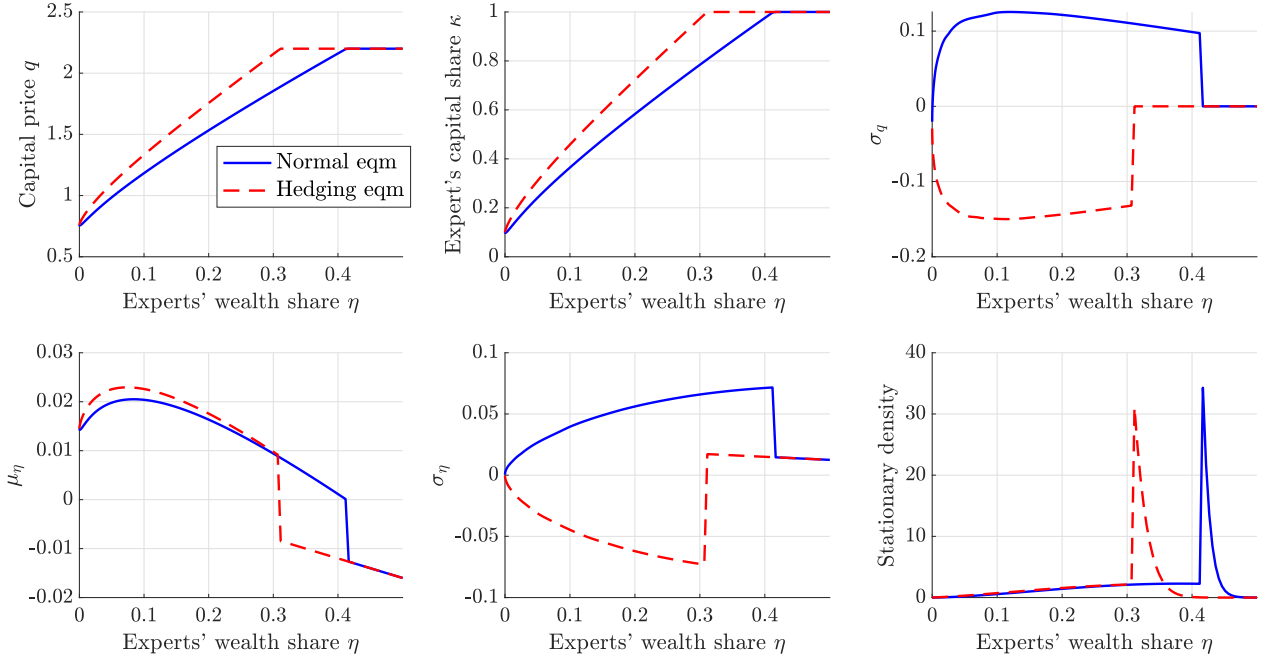 Capital price q
2.5
2
1.5
1
0.5
0 0.1 0.2 0.3 0.4
Experts' wealth share η
Normal eqm
Hedging eqm
Expert's capital share κ
1
0.8
0.6
0.4
0.2
0
0 0.1 0.2 0.3 0.4
Experts' wealth share η
σq
0.1
0
-0.1
-0.2
0 0.1 0.2 0.3 0.4
Experts' wealth share η
μη
0.03
0.02
0.01
0
-0.01
-0.02
0 0.1 0.2 0.3 0.4
Experts' wealth share η
ση
0.1
0.05
0
-0.05
-0.1
0 0.1 0.2 0.3 0.4
Experts' wealth share η
Stationary density
40
30
20
10
0
0 0.1 0.2 0.3 0.4
Experts' wealth share η